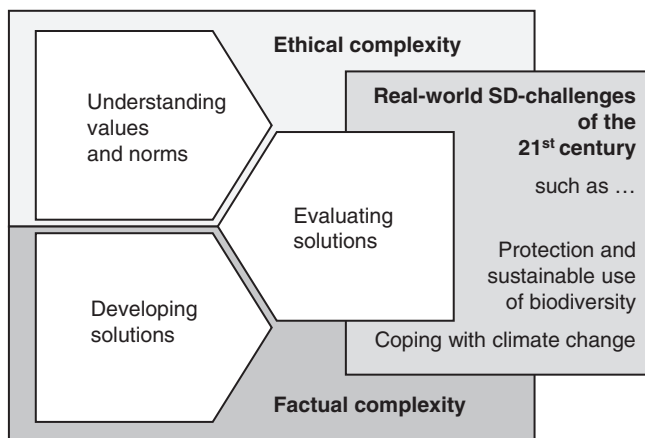 Ethical complexity
Understanding
values
and norms
Real-world SD-challenges
of the
21st century
such as …
Evaluating
solutions
Protection and
sustainable use
of biodiversity
Developing
solutions
Coping with climate change
Factual complexity